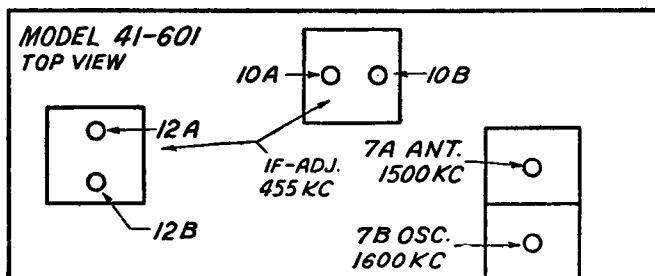 MODEL 41-601
TOP VIEW
10A
10B
12A
IF-ADJ.
455 KC
7A ANT.
1500 KC
12B
7B OSC.
1600 KC